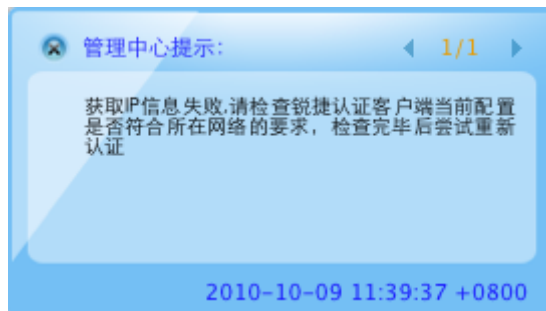 管理中心提示:
1/1
获取IP信息失败.请检查锐捷认证客户端当前配置
是否符合所在网络的要求，检查完毕后尝试重新
认证
2010-10-09 11:39:37 +0800